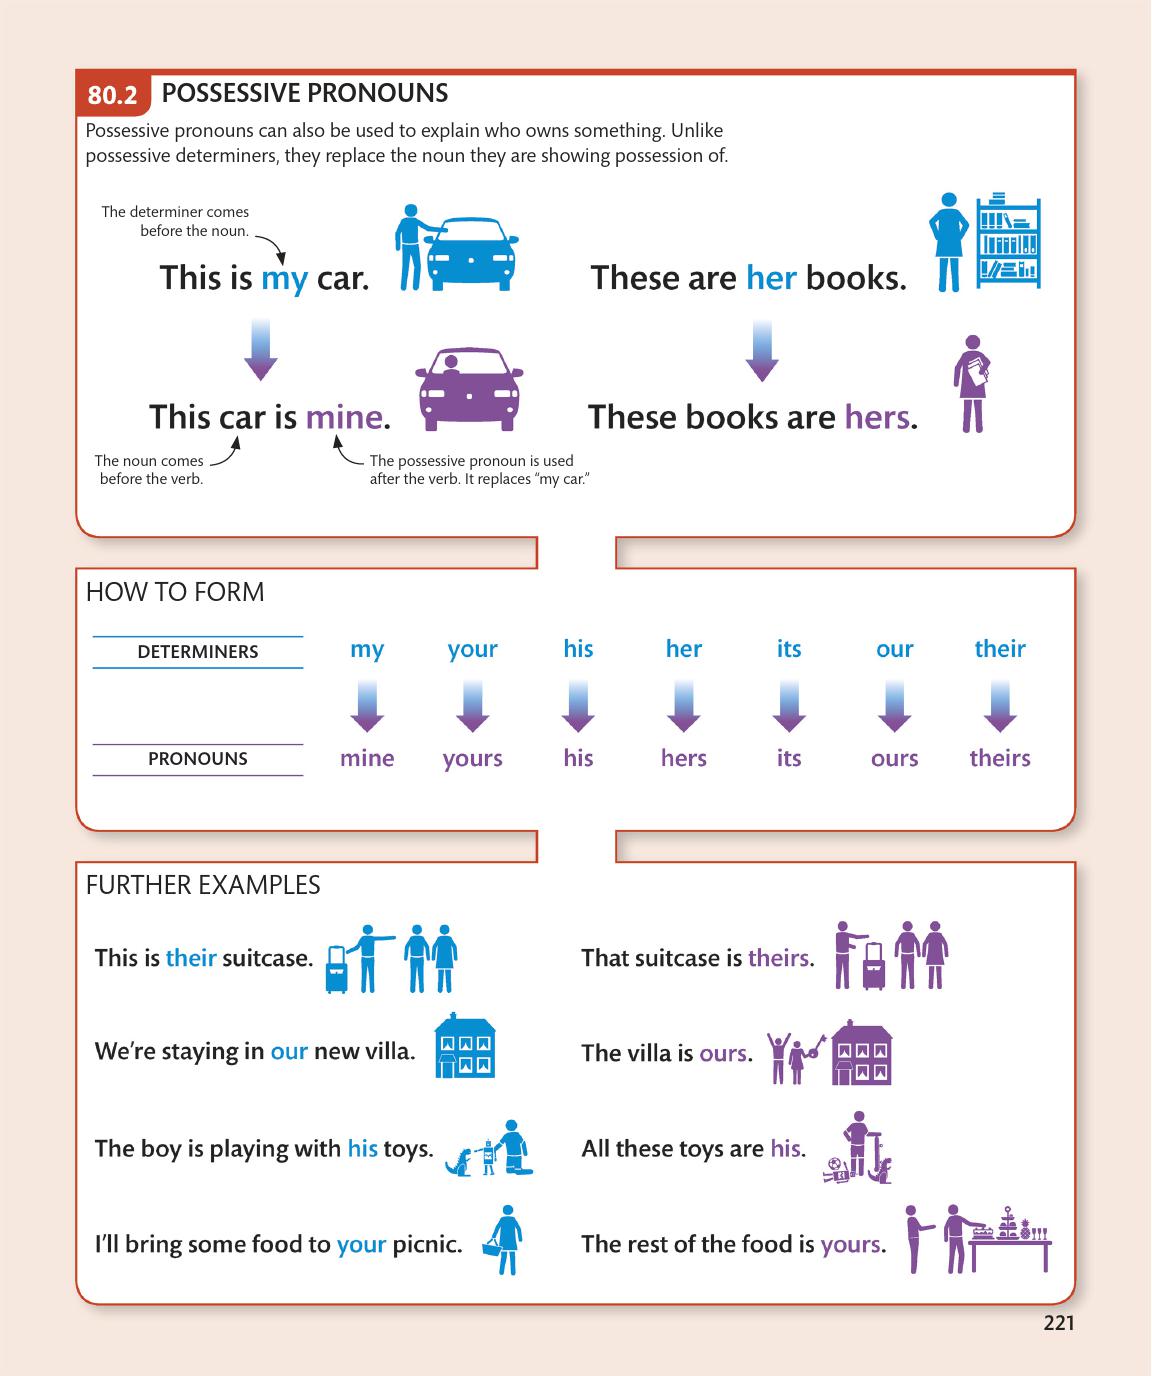 80.2 POSSESSIVE PRONOUNS
Possessive pronouns can also be used to explain who owns something. Unlike
possessive determiners, they replace the noun they are showing possession of.
The determiner comes
before the noun.
This is my car.
These are her books.
This car is mine.
These books are hers.
The noun comes
before the verb.
The possessive pronoun is used
after the verb. It replaces “my car.”
HOW TO FORM
DETERMINERS my your his her its our their
PRONOUNS mine yours his hers its ours theirs
FURTHER EXAMPLES
This is their suitcase.
That suitcase is theirs.
We’re staying in our new villa.
The villa is ours.
The boy is playing with his toys.
All these toys are his.
I’ll bring some food to your picnic.
The rest of the food is yours.
221